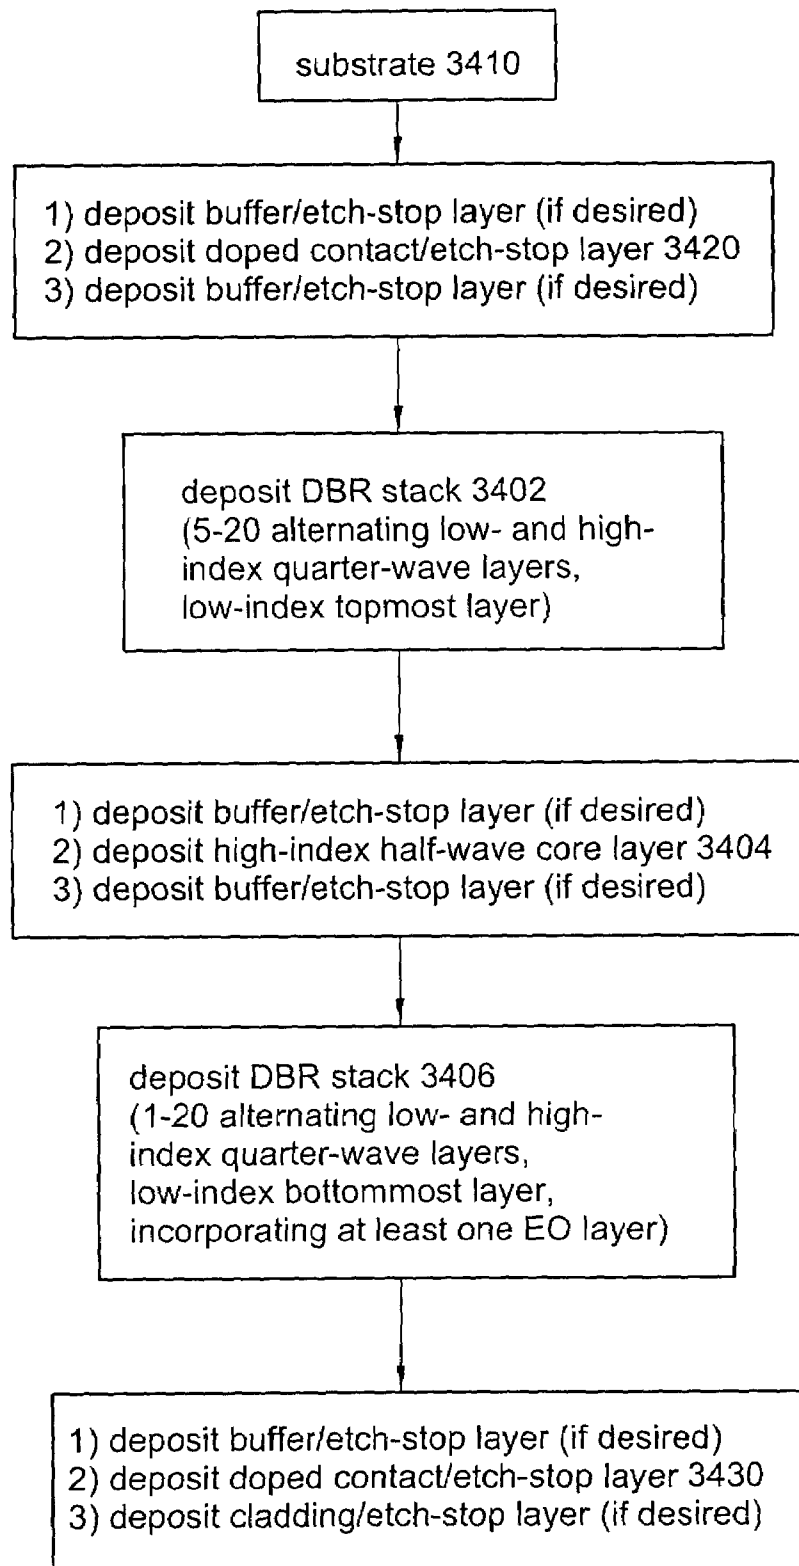 substrate 3410
1) deposit buffer/etch-stop layer (if desired)
2) deposit doped contact/etch-stop layer 3420
3) deposit buffer/etch-stop layer (if desired)
deposit DBR stack 3402
(5-20 alternating low- and high-
index quarter-wave layers,
low-index topmost layer)
1) deposit buffer/etch-stop layer (if desired)
2) deposit high-index half-wave core layer 3404
3) deposit buffer/etch-stop layer (if desired)
deposit DBR stack 3406
(1-20 alternating low- and high-
index quarter-wave layers,
low-index bottommost layer,
incorporating at least one EO layer)
1) deposit buffer/etch-stop layer (if desired)
2) deposit doped contact/etch-stop layer 3430
3) deposit cladding/etch-stop layer (if desired)